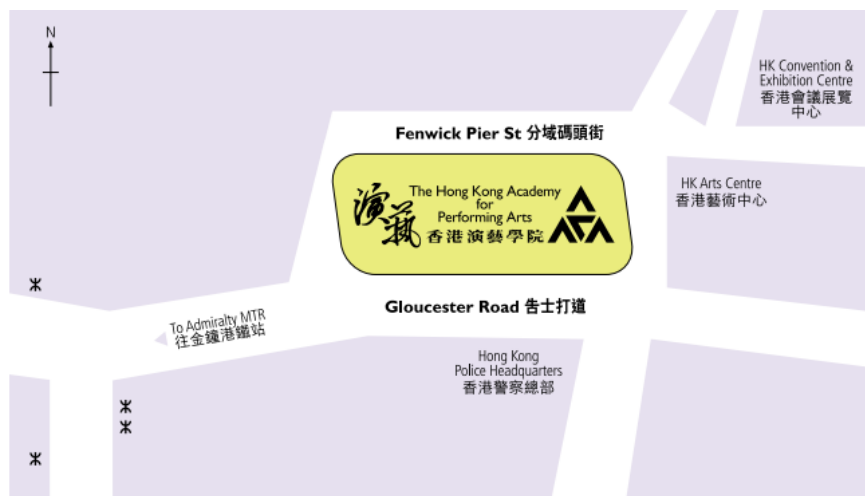 N
HK Convention &
Exhibition Centre
香港會議展覽
中心
Fenwick Pier St 分域碼頭街
演藝
The Hong Kong Academy
for
Performing Arts
香港演藝學院
HK Arts Centre
香港藝術中心
Gloucester Road 告士打道
To Admiralty MTR
往金鐘港鐵站
Hong Kong
Police Headquarters
香港警察總部